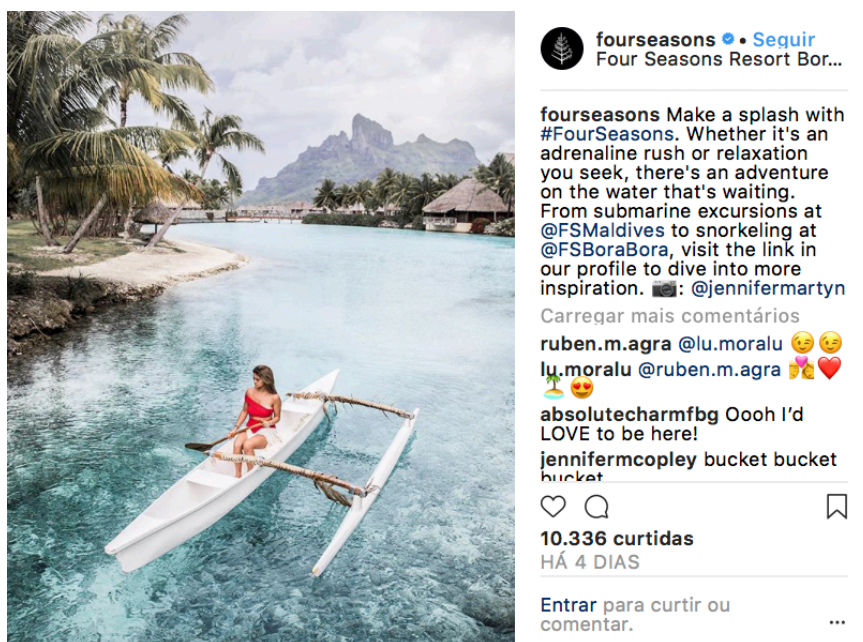 fourseasons • Seguir
Four Seasons Resort Bor...
fourseasons Make a splash with
#FourSeasons. Whether it's an
adrenaline rush or relaxation
you seek, there's an adventure
on the water that's waiting.
From submarine excursions at
@FSMaldives to snorkeling at
@FSBoraBora, visit the link in
our profile to dive into more
inspiration. 📷: @jennifermartyn
Carregar mais comentários
ruben.m.agra @lu.moralu 😉😉
lu.moralu @ruben.m.agra 💏❤️
🏝️😍
absolutecharmfbg Oooh I’d
LOVE to be here!
jennifermcopley bucket bucket
bucket
10.336 curtidas
HÁ 4 DIAS
Entrar para curtir ou
comentar.
...